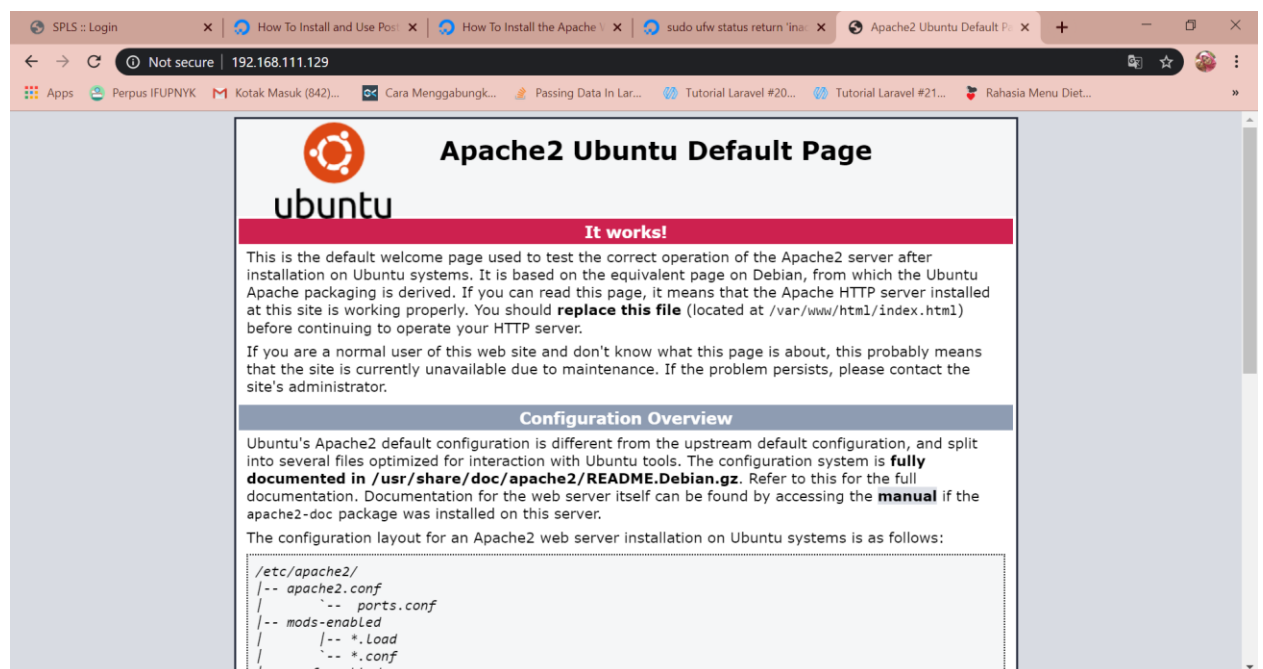 SPLS :: Login
How To Install and Use Post
How To Install the Apache
sudo ufw status return 'inac
Apache2 Ubuntu Default Pa
Not secure | 192.168.111.129
Apps
Perpus IFUPNYK
Kotak Masuk (842)...
Cara Menggabungk...
Passing Data In Lar...
Tutorial Laravel #20...
Tutorial Laravel #21...
Rahasia Menu Diet...
»
ubuntu
Apache2 Ubuntu Default Page
It works!
This is the default welcome page used to test the correct operation of the Apache2 server after
installation on Ubuntu systems. It is based on the equivalent page on Debian, from which the Ubuntu
Apache packaging is derived. If you can read this page, it means that the Apache HTTP server installed
at this site is working properly. You should replace this file (located at /var/www/html/index.html)
before continuing to operate your HTTP server.
If you are a normal user of this web site and don't know what this page is about, this probably means
that the site is currently unavailable due to maintenance. If the problem persists, please contact the
site's administrator.
Configuration Overview
Ubuntu's Apache2 default configuration is different from the upstream default configuration, and split
into several files optimized for interaction with Ubuntu tools. The configuration system is fully
documented in /usr/share/doc/apache2/README.Debian.gz. Refer to this for the full
documentation. Documentation for the web server itself can be found by accessing the manual if the
apache2-doc package was installed on this server.
The configuration layout for an Apache2 web server installation on Ubuntu systems is as follows:
/etc/apache2/
|-- apache2.conf
|       `--  ports.conf
|-- mods-enabled
|       |-- *.load
|       `-- *.conf